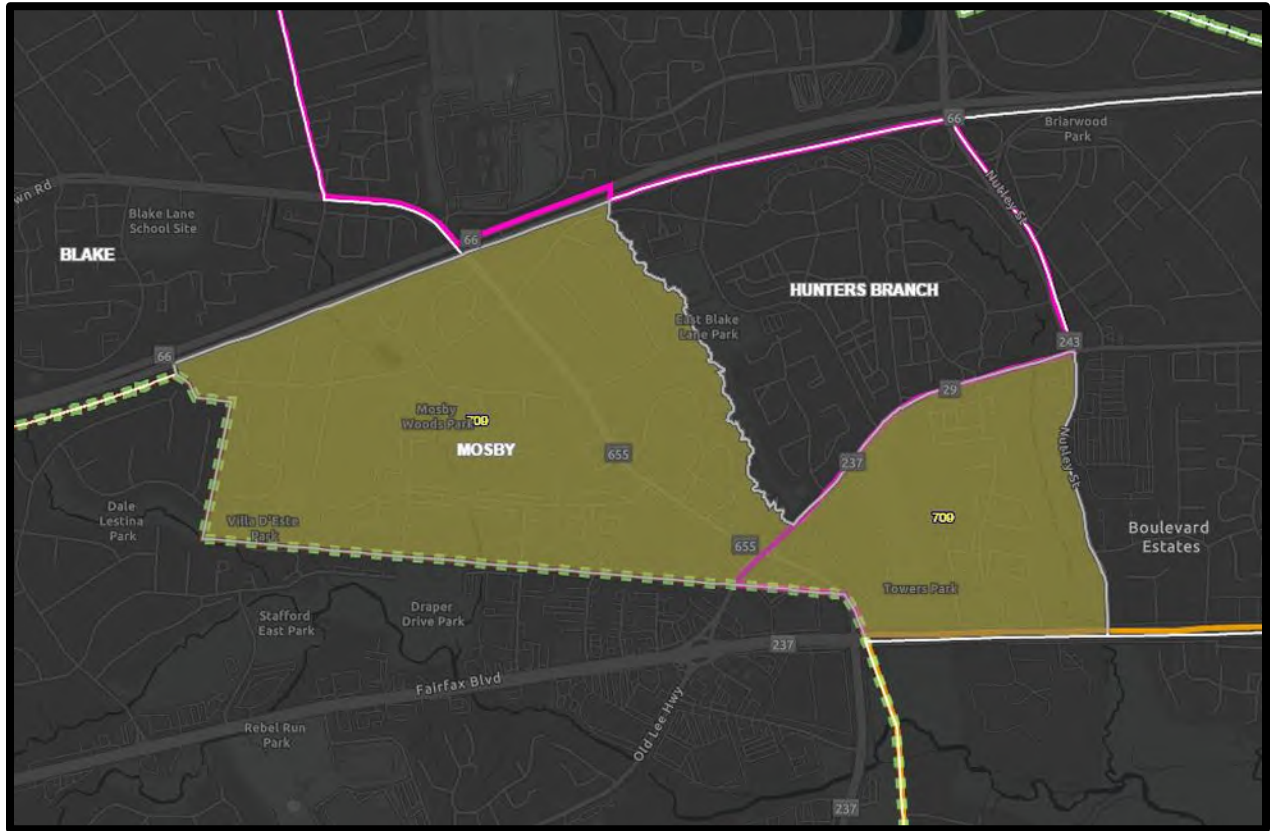 66
Briarwood
Park
wn Rd
Nutley St
Blake Lane
School Site
66
BLAKE
HUNTERS BRANCH
East Blake
Lane Park
243
66
29
Mosby
Woods Park
709
MOSBY
655
237
Nutley St
Dale
Lestina
Park
Villa D'Este
Park
709
Boulevard
Estates
655
Towers Park
Stafford
East Park
Draper
Drive Park
237
Fairfax Blvd
Old Lee Hwy
Rebel Run
Park
237